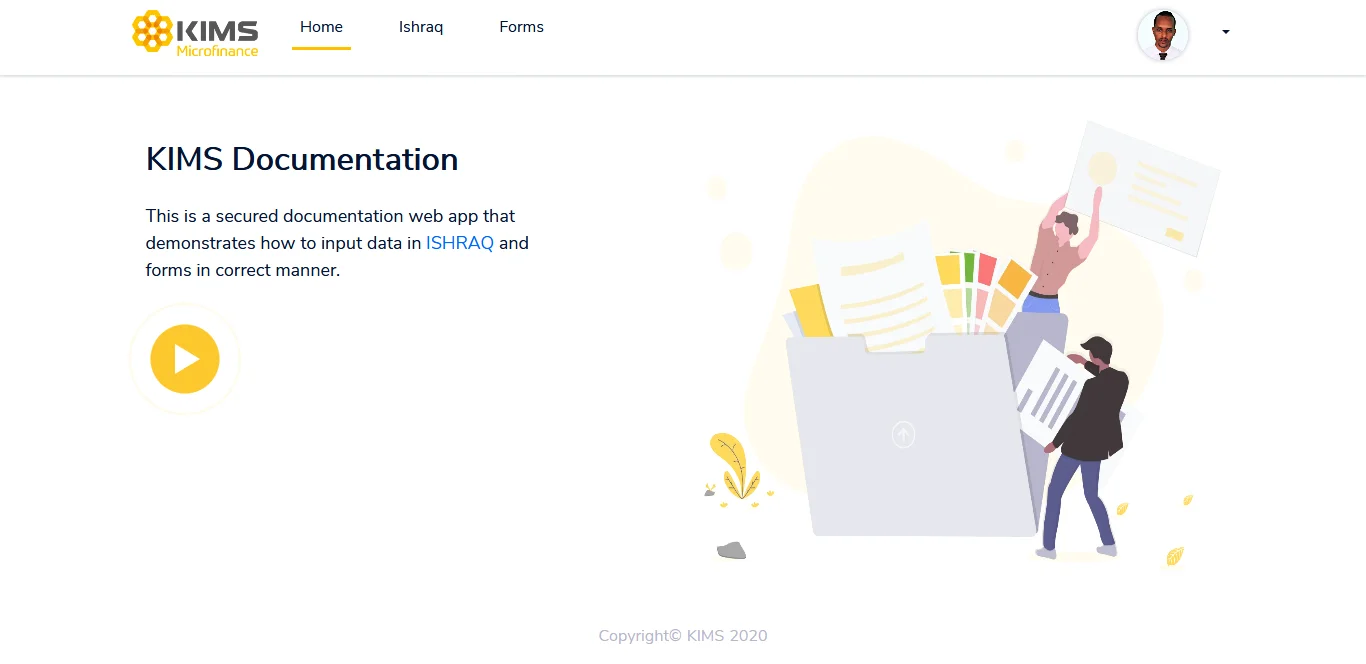 KIMS
Microfinance
Home
Ishraq
Forms
KIMS Documentation
This is a secured documentation web app that
demonstrates how to input data in ISHRAQ and
forms in correct manner.
Copyright© KIMS 2020